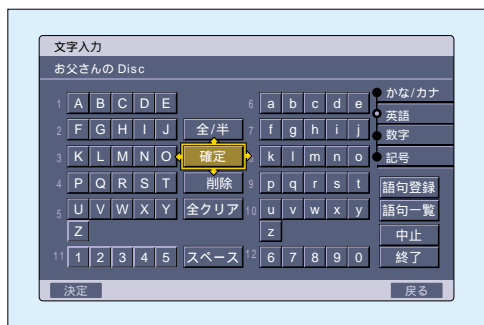 文字入力
お父さんの Disc
かな/カナ
英語
数字
記号
1 A B C D E 6 a b c d e
2 F G H I J 全/半 7 f g h i j
3 K L M N O 確定 k l m n o
4 P Q R S T 削除 9 p q r s t 語句登録
5 U V W X Y 全クリア 10 u v w x y 語句一覧
Z z 中止
11 1 2 3 4 5 スペース 12 6 7 8 9 0 終了
決定 戻る